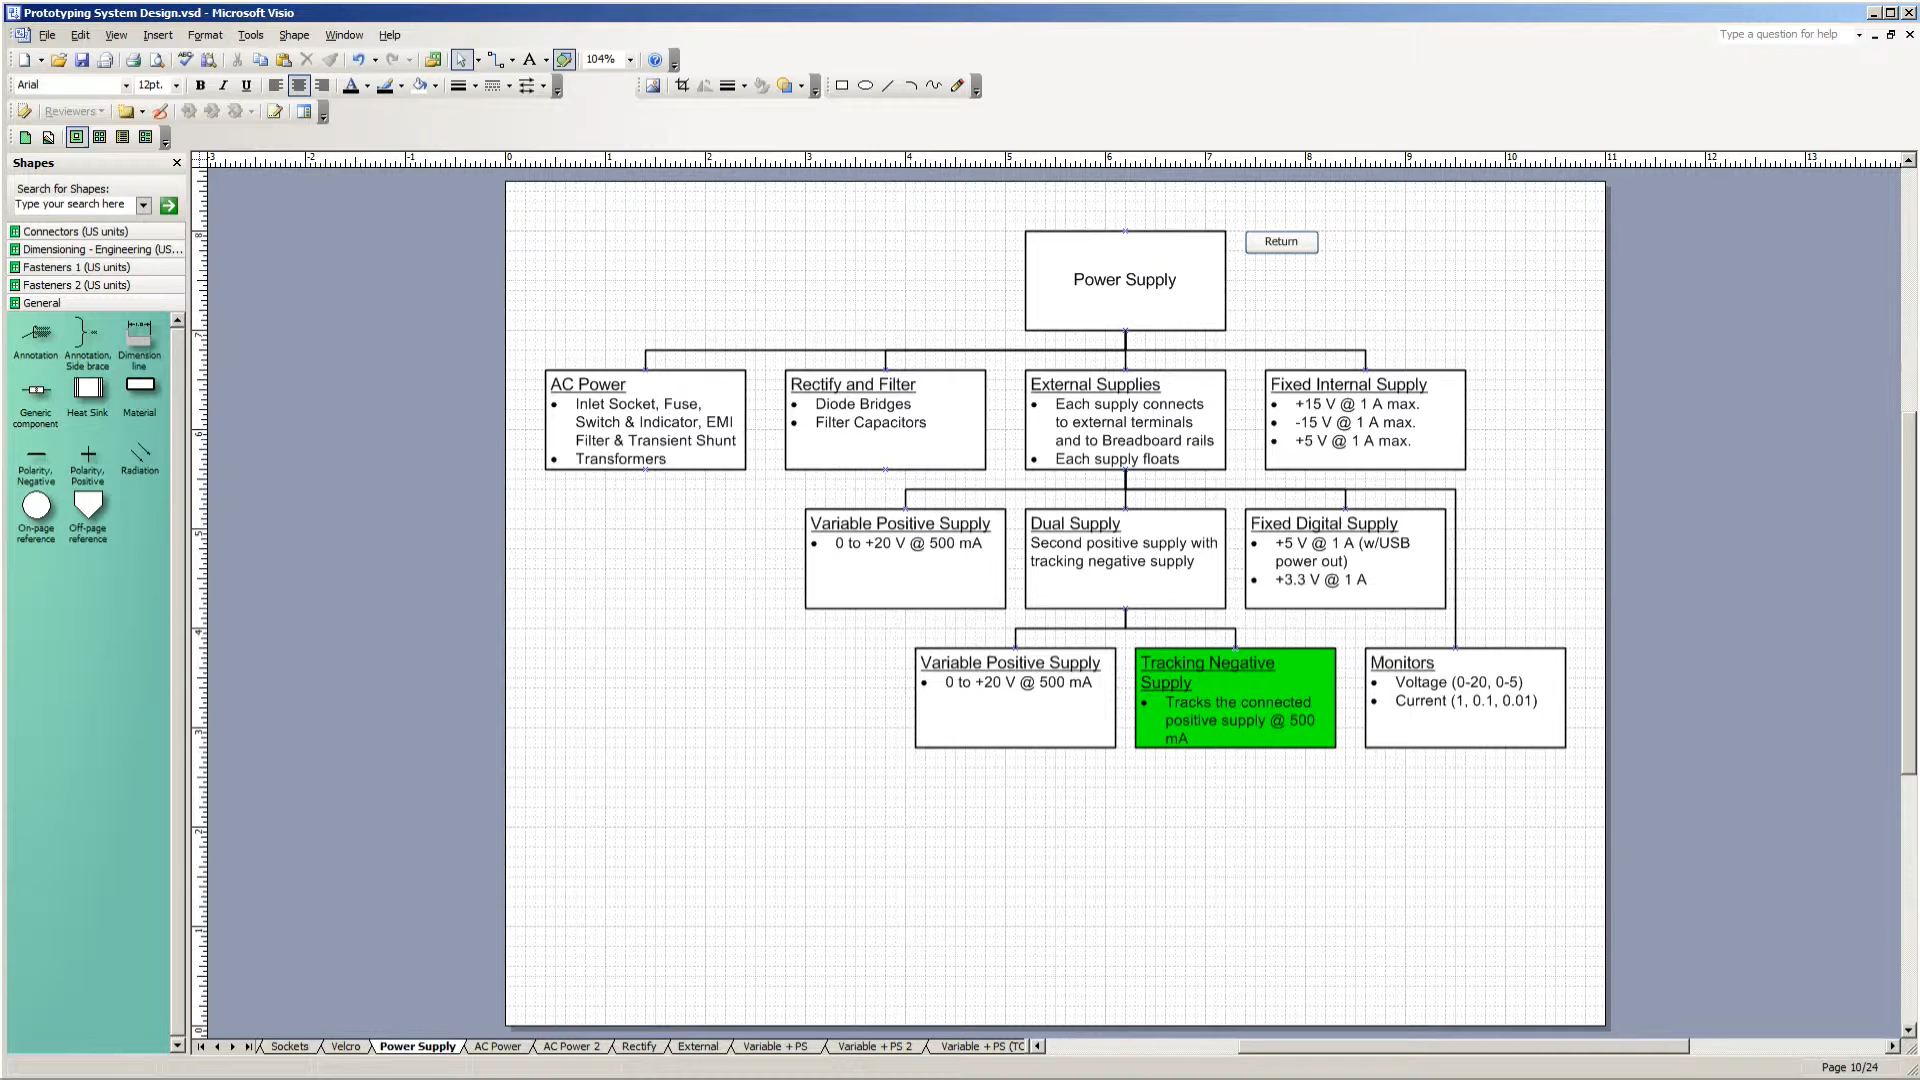 Prototyping System Design.vsd - Microsoft Visio
File Edit View Insert Format Tools Shape Window Help
Type a question for help
104%
Arial 12pt. B I U
Reviewers
Shapes
Search for Shapes:
Type your search here
Connectors (US units)
Dimensioning - Engineering (US...
Fasteners 1 (US units)
Fasteners 2 (US units)
General
Annotation
Annotation, Side brace
Dimension line
Generic component
Heat Sink
Material
Polarity, Negative
Polarity, Positive
Radiation
On-page reference
Off-page reference
Return
Power Supply
AC Power
• Inlet Socket, Fuse,
Switch & Indicator, EMI
Filter & Transient Shunt
• Transformers
Rectify and Filter
• Diode Bridges
• Filter Capacitors
External Supplies
• Each supply connects
to external terminals
and to Breadboard rails
• Each supply floats
Fixed Internal Supply
• +15 V @ 1 A max.
• -15 V @ 1 A max.
• +5 V @ 1 A max.
Variable Positive Supply
• 0 to +20 V @ 500 mA
Dual Supply
Second positive supply with
tracking negative supply
Fixed Digital Supply
• +5 V @ 1 A (w/USB
power out)
• +3.3 V @ 1 A
Variable Positive Supply
• 0 to +20 V @ 500 mA
Tracking Negative
Supply
• Tracks the connected
positive supply @ 500
mA
Monitors
• Voltage (0-20, 0-5)
• Current (1, 0.1, 0.01)
Sockets Velcro Power Supply AC Power AC Power 2 Rectify External Variable + PS Variable + PS 2 Variable + PS (TC
Page 10/24